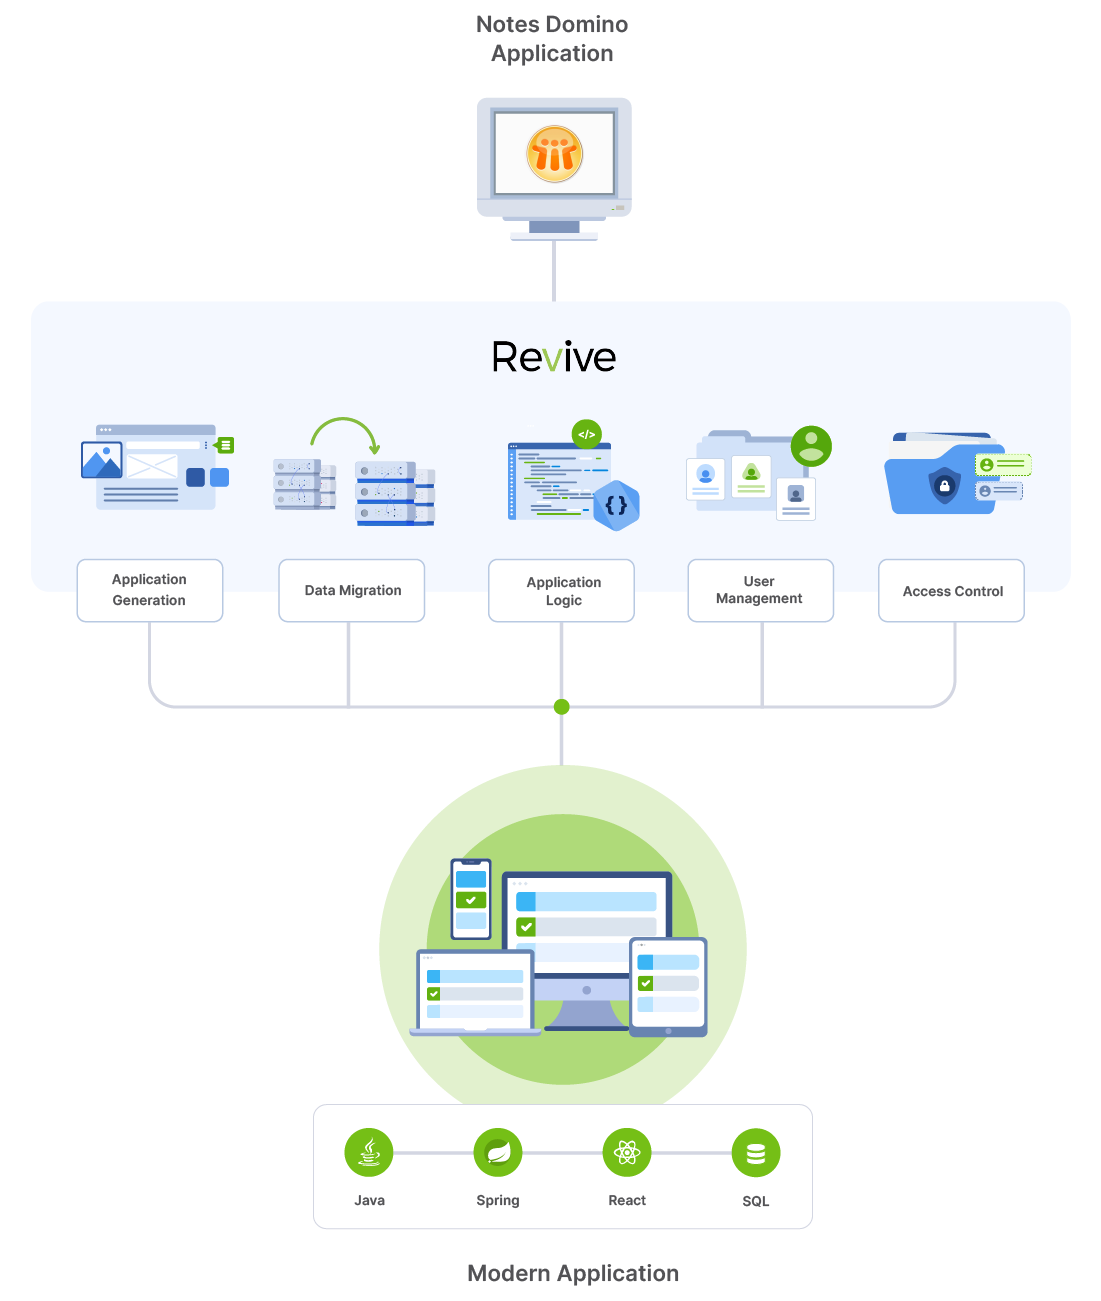 Notes Domino
Application
Revive
</>
{ }
Application
Generation
Data Migration
Application
Logic
User
Management
Access Control
Java
Spring
React
SQL
Modern Application